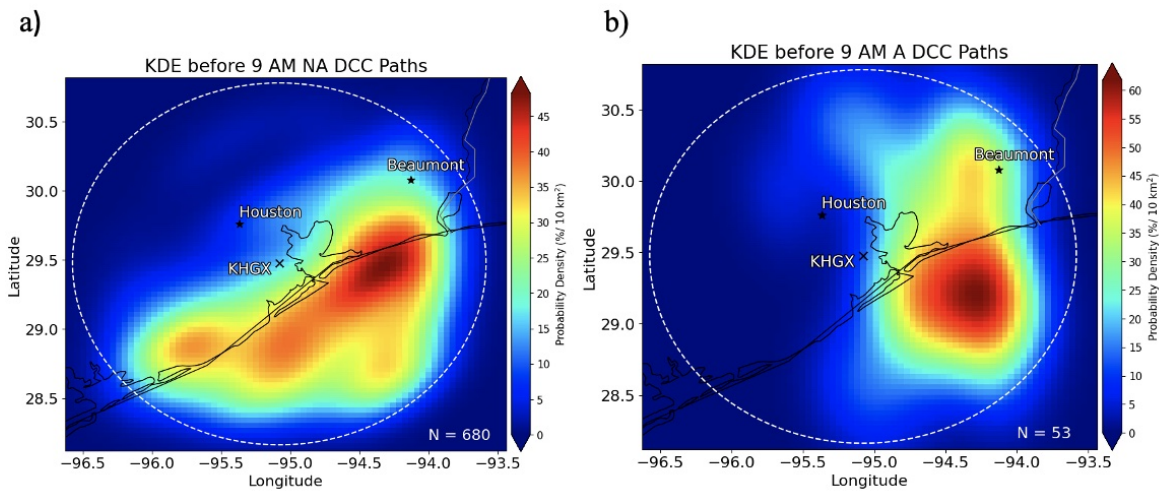 a)
KDE before 9 AM NA DCC Paths
30.5
30.0
29.5
29.0
28.5
Latitude
−96.5 −96.0 −95.5 −95.0 −94.5 −94.0 −93.5
Longitude
Beaumont
Houston
KHGX
N = 680
45
40
35
30
25
20
15
10
5
0
Probability Density (%/ 10 km²)
b)
KDE before 9 AM A DCC Paths
30.5
30.0
29.5
29.0
28.5
Latitude
−96.5 −96.0 −95.5 −95.0 −94.5 −94.0 −93.5
Longitude
Beaumont
Houston
KHGX
N = 53
60
55
50
45
40
35
30
25
20
15
10
5
0
Probability Density (%/ 10 km²)